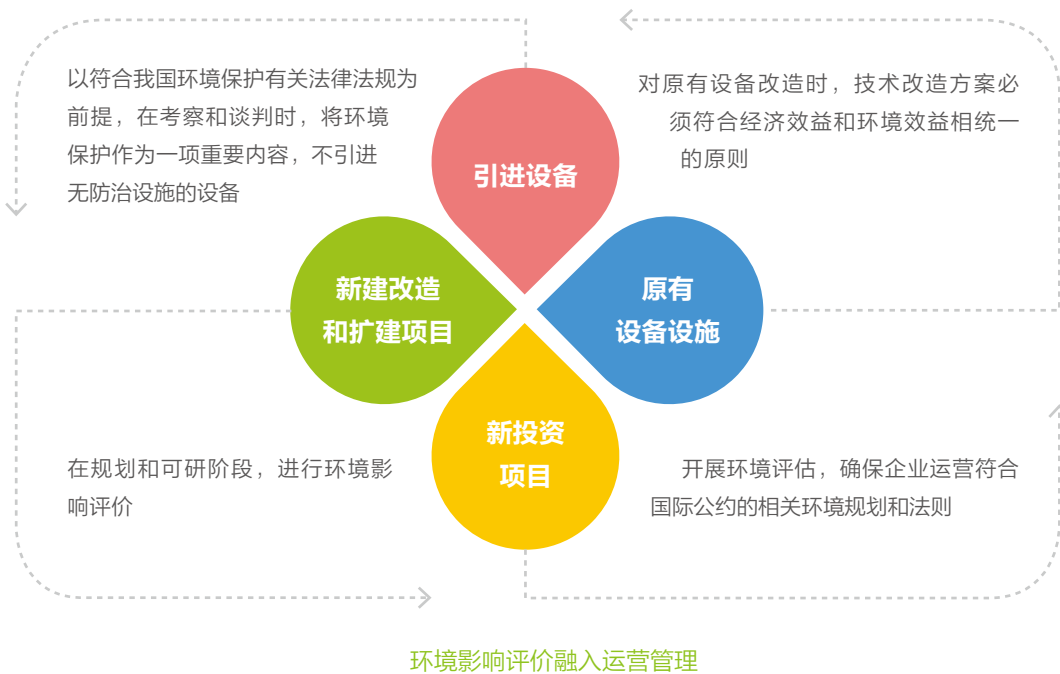 以符合我国环境保护有关法律法规为
前提，在考察和谈判时，将环境
保护作为一项重要内容，不引进
无防治设施的设备
对原有设备改造时，技术改造方案必
须符合经济效益和环境效益相统一
的原则
引进设备
新建改造
和扩建项目
原有
设备设施
新投资
项目
在规划和可研阶段，进行环境影
响评价
开展环境评估，确保企业运营符合
国际公约的相关环境规划和法则
环境影响评价融入运营管理